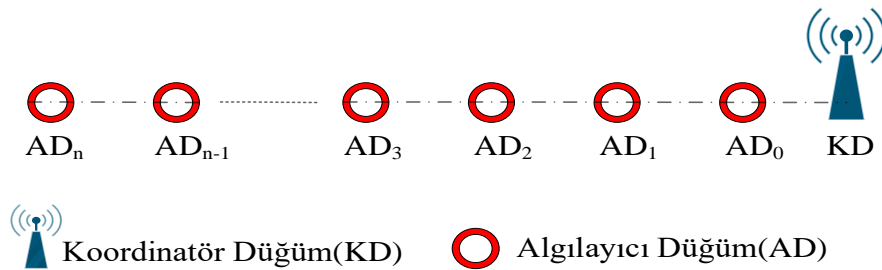 ADₙ ADₙ₋₁ AD₃ AD₂ AD₁ AD₀ KD
Koordinatör Düğüm(KD) Algılayıcı Düğüm(AD)